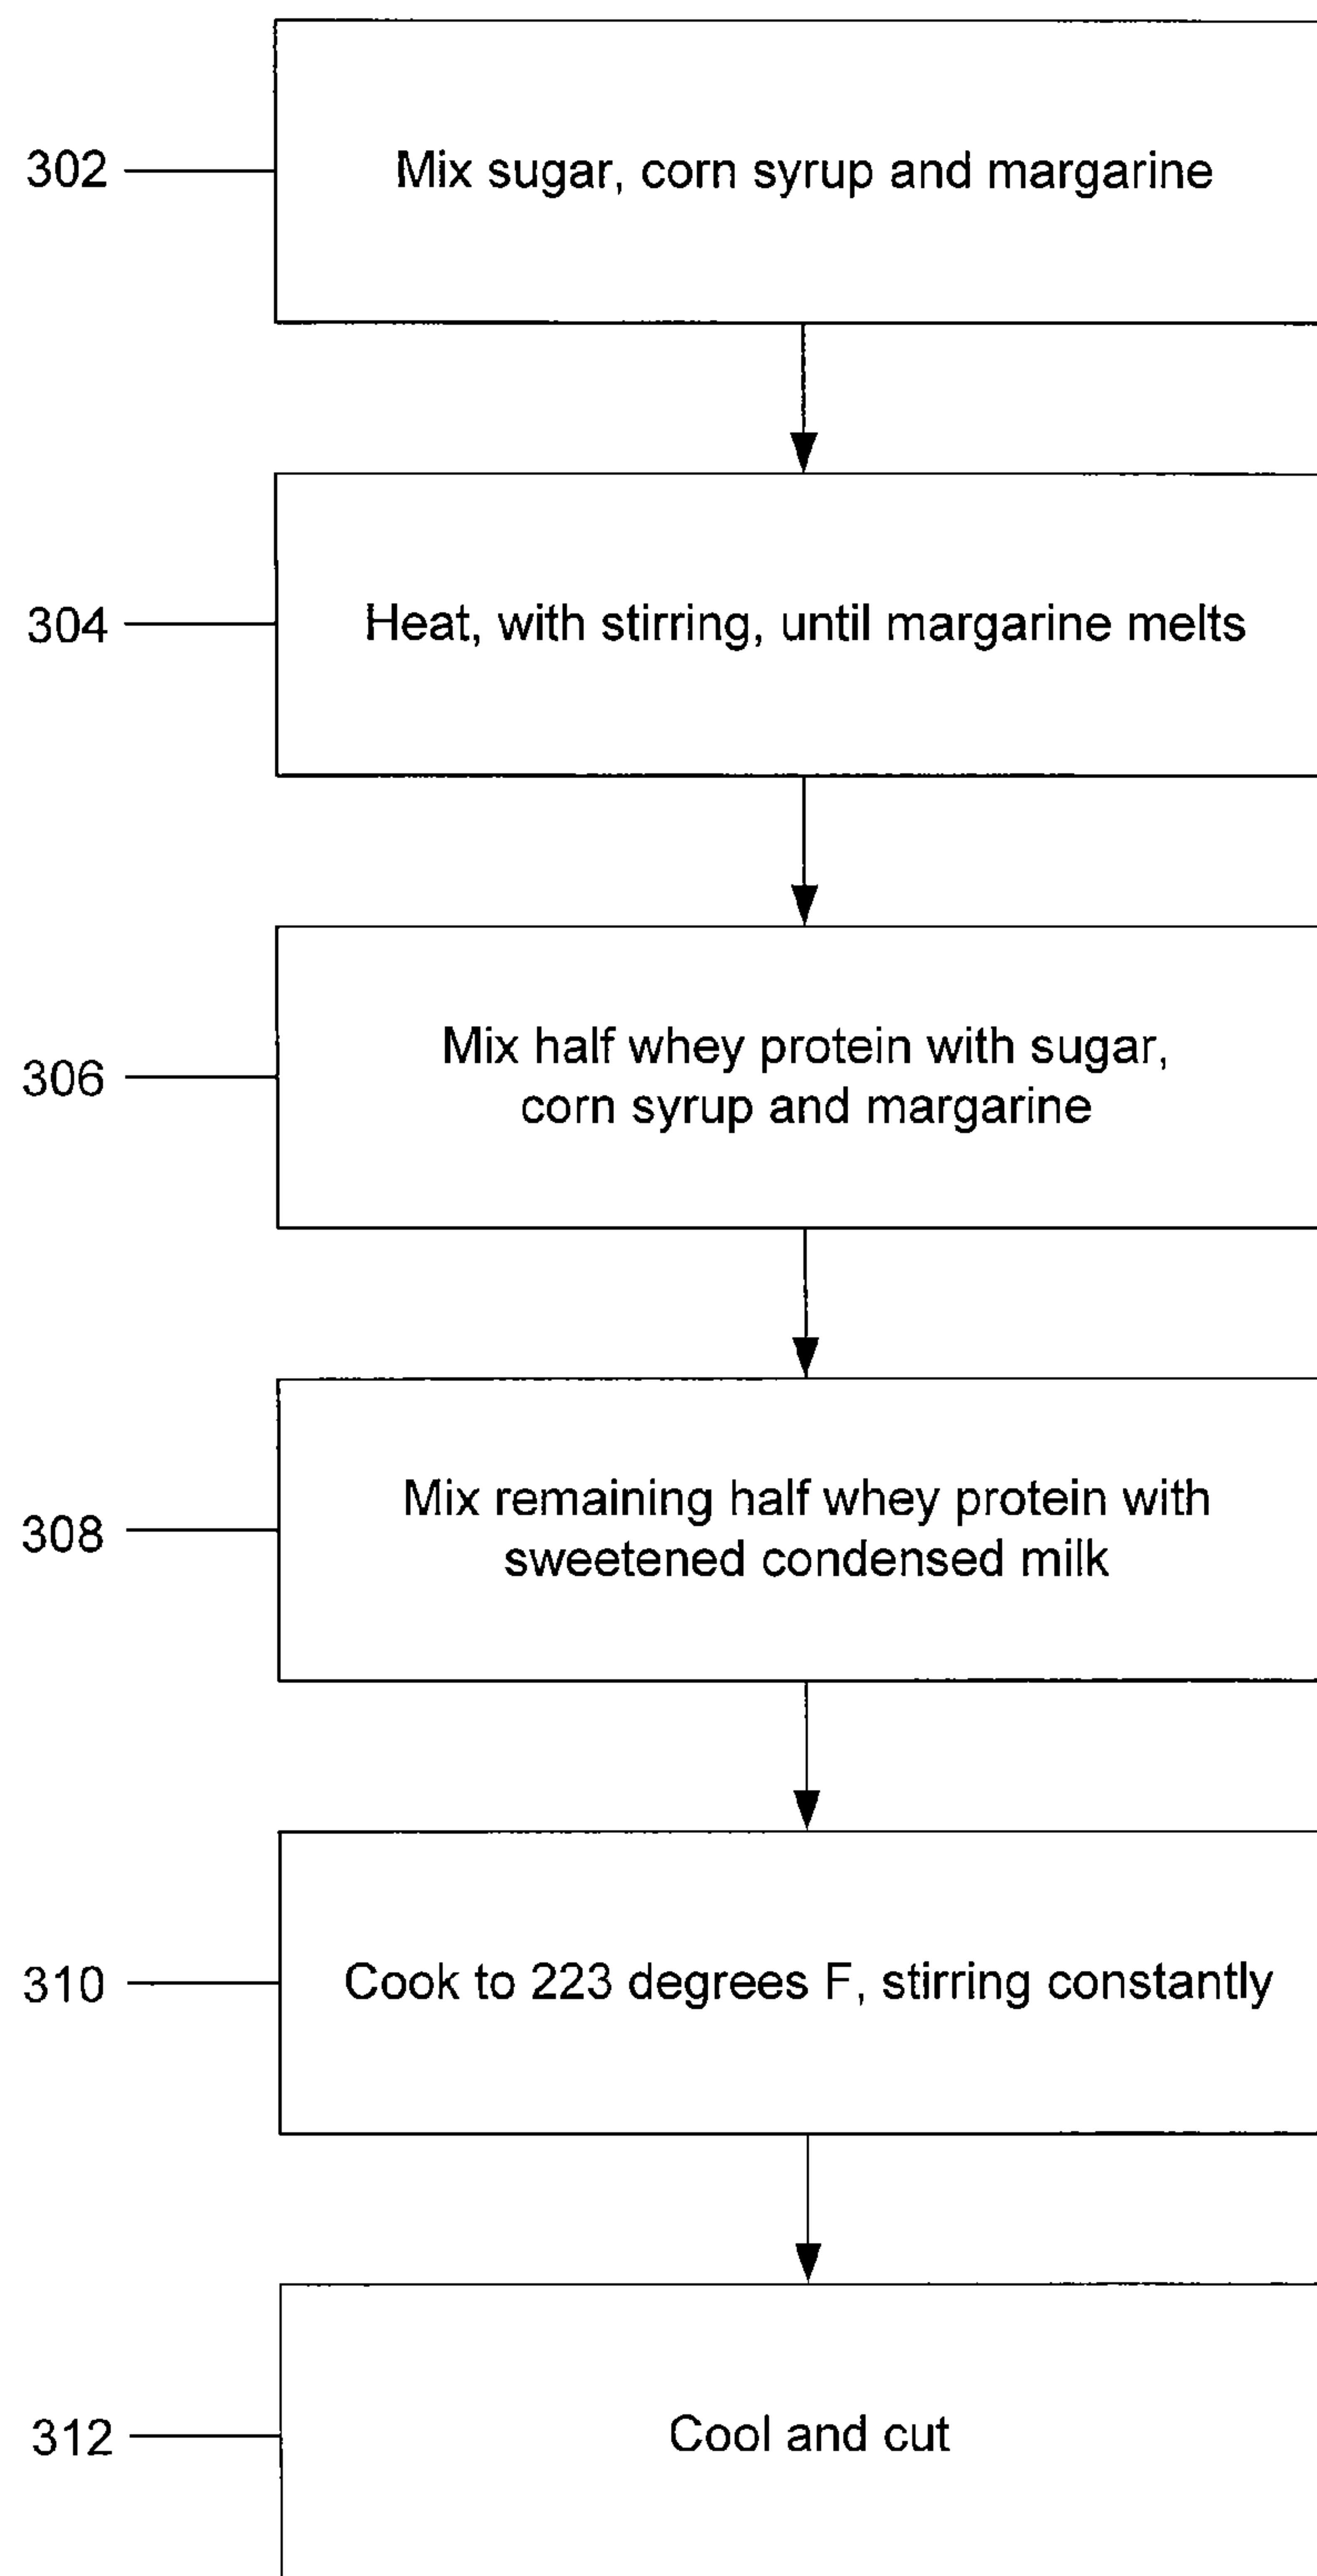 302
Mix sugar, corn syrup and margarine
304
Heat, with stirring, until margarine melts
306
Mix half whey protein with sugar,
corn syrup and margarine
308
Mix remaining half whey protein with
sweetened condensed milk
310
Cook to 223 degrees F, stirring constantly
312
Cool and cut